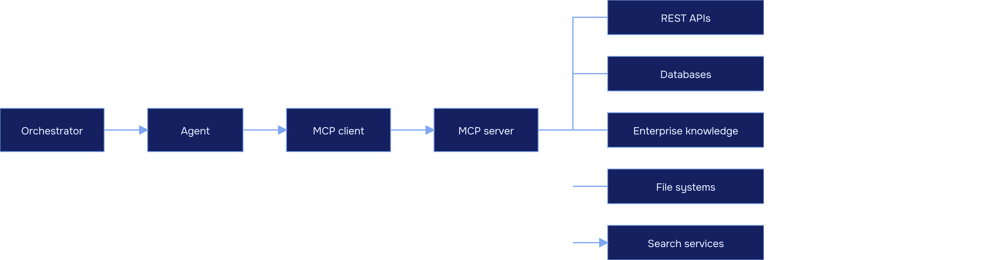 REST APIs
Databases
Orchestrator
Agent
MCP client
MCP server
Enterprise knowledge
File systems
Search services